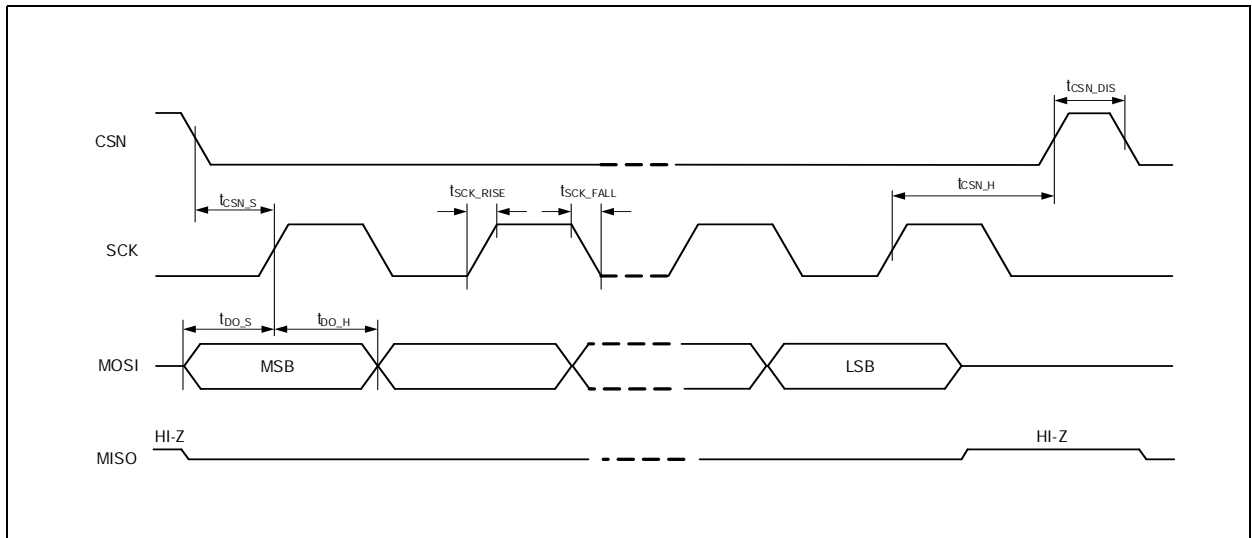 tCSN_DIS
CSN
tCSN_S
tSCK_RISE
tSCK_FALL
tCSN_H
SCK
tDO_S
tDO_H
MOSI
MSB
LSB
HI-Z
HI-Z
MISO